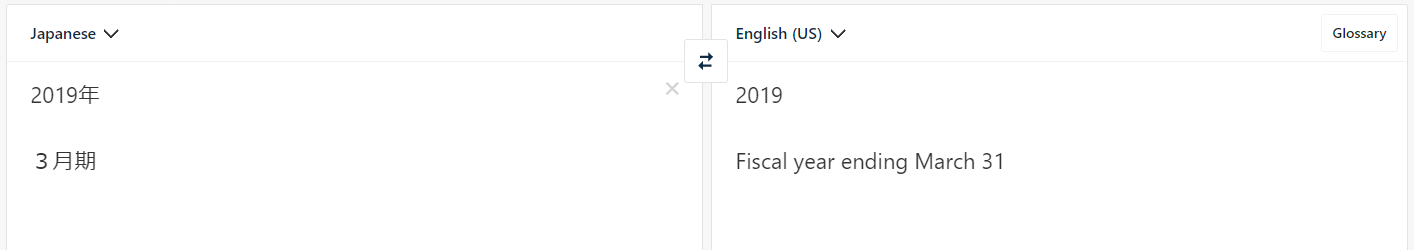 Japanese
English (US)
Glossary
2019年
2019
３月期
Fiscal year ending March 31